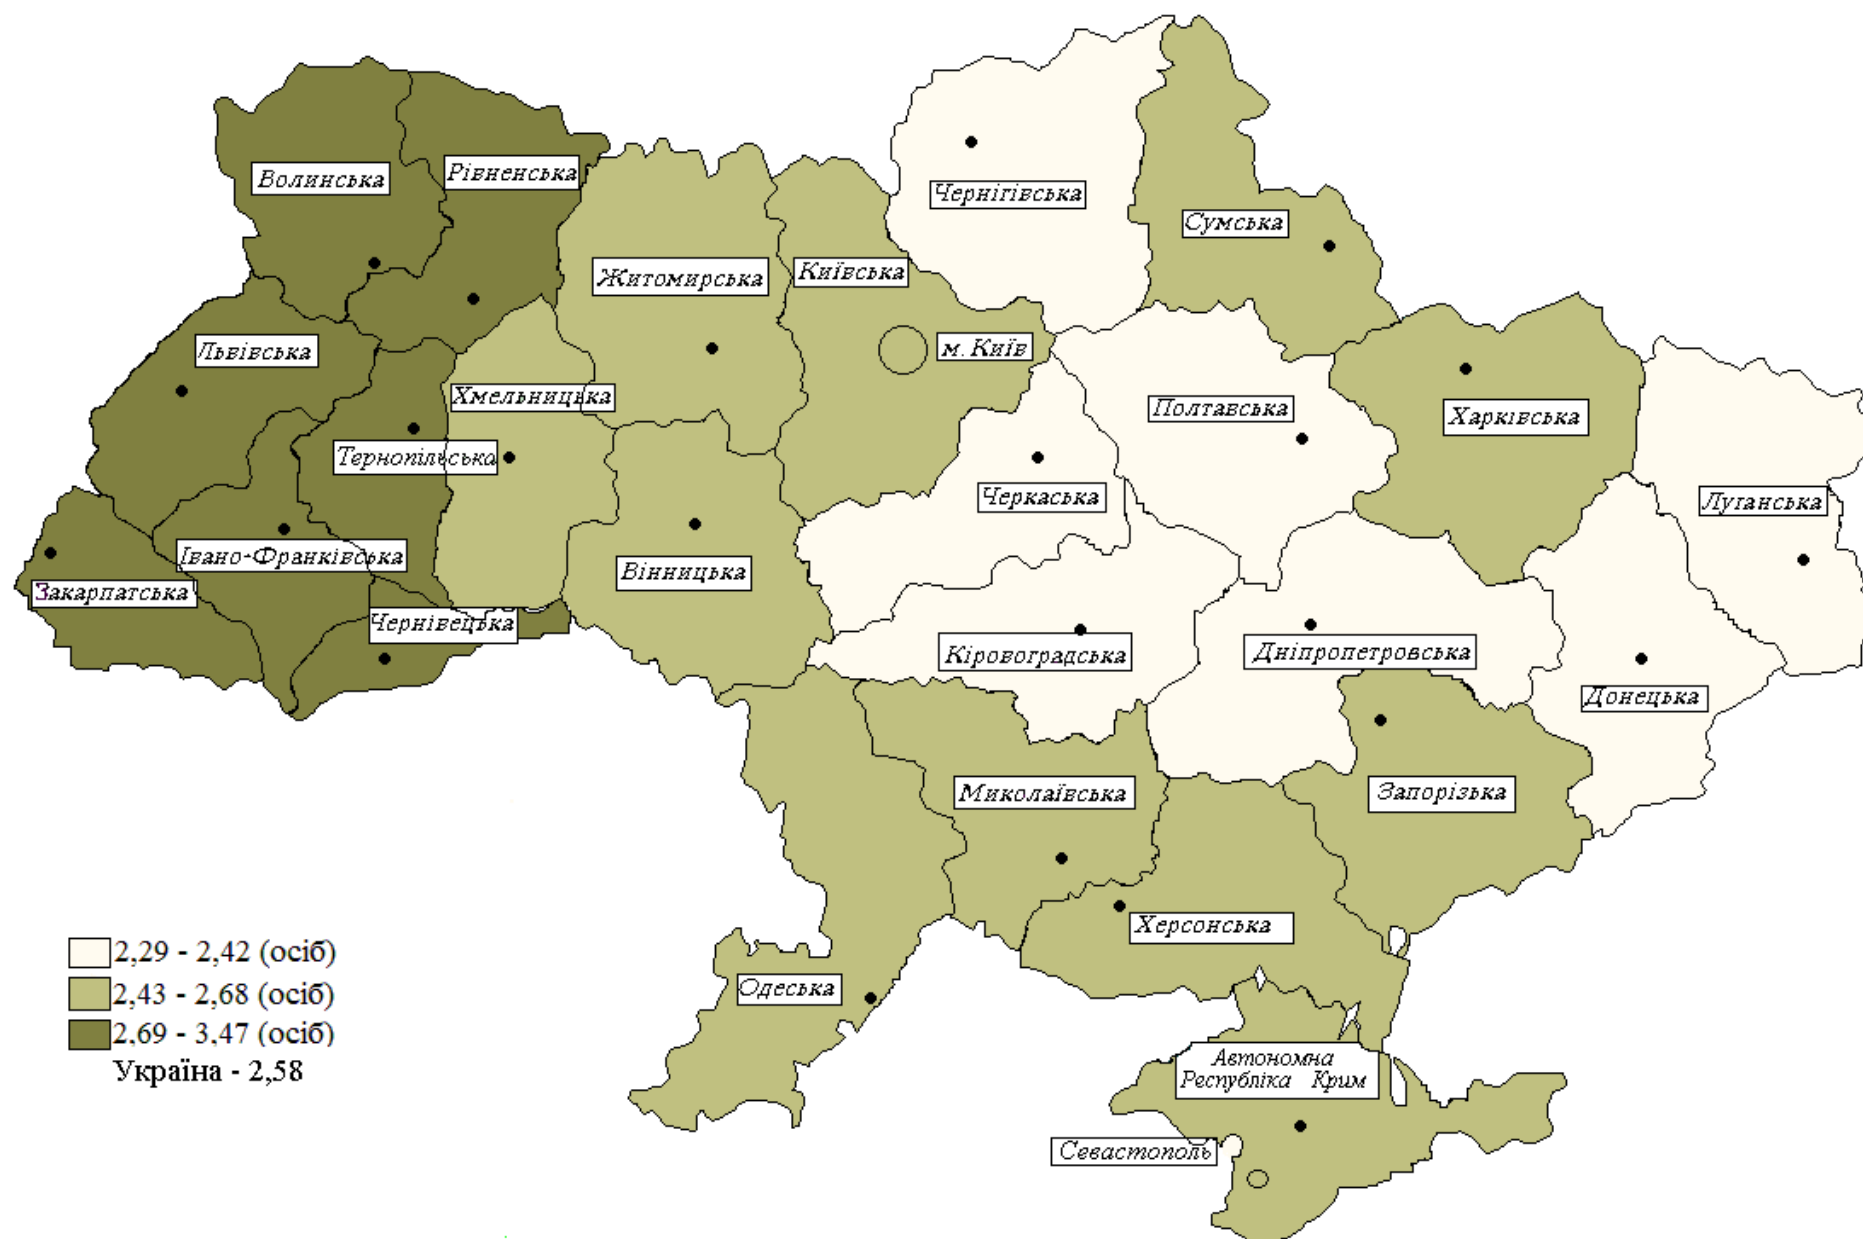 Волинська
Рівненська
Чернігівська
Сумська
Житомирська
Київська
Львівська
м. Київ
Хмельницька
Полтавська
Харківська
Тернопільська
Черкаська
Луганська
Івано-Франківська
Вінницька
Закарпатська
Чернівецька
Кіровоградська
Дніпропетровська
Донецька
Миколаївська
Запорізька
Херсонська
Одеська
2,29 - 2,42 (осіб)
2,43 - 2,68 (осіб)
2,69 - 3,47 (осіб)
Україна - 2,58
Автономна
Республіка Крим
Севастополь